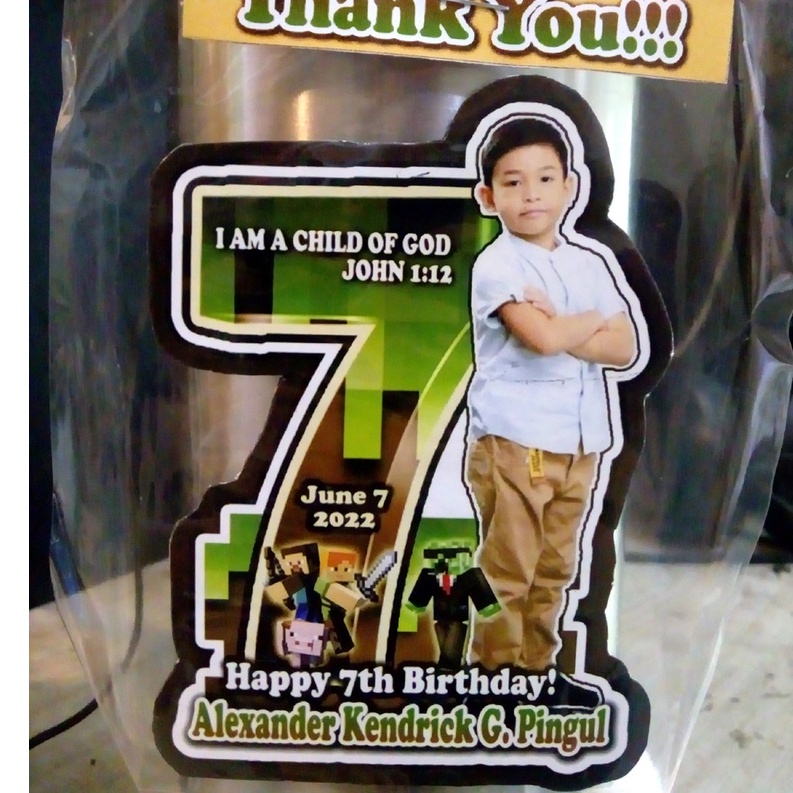 Thank You!!!
I AM A CHILD OF GOD
JOHN 1:12
June 7
2022
Happy 7th Birthday!
Alexander Kendrick G. Pingul